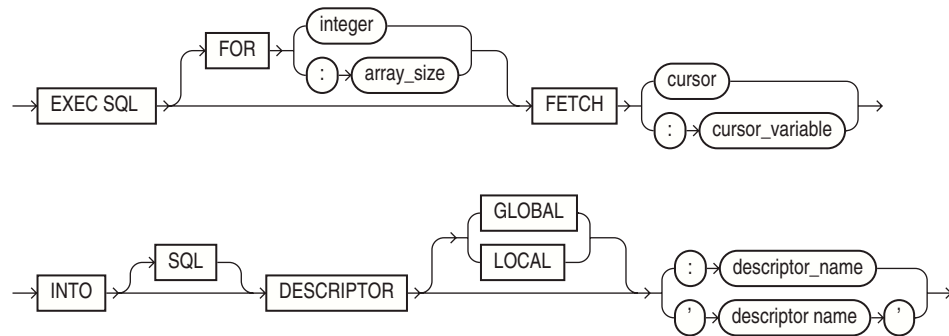 integer
FOR
: array_size
EXEC SQL FETCH cursor
: cursor_variable
GLOBAL
SQL LOCAL
INTO DESCRIPTOR : descriptor_name
' descriptor name '